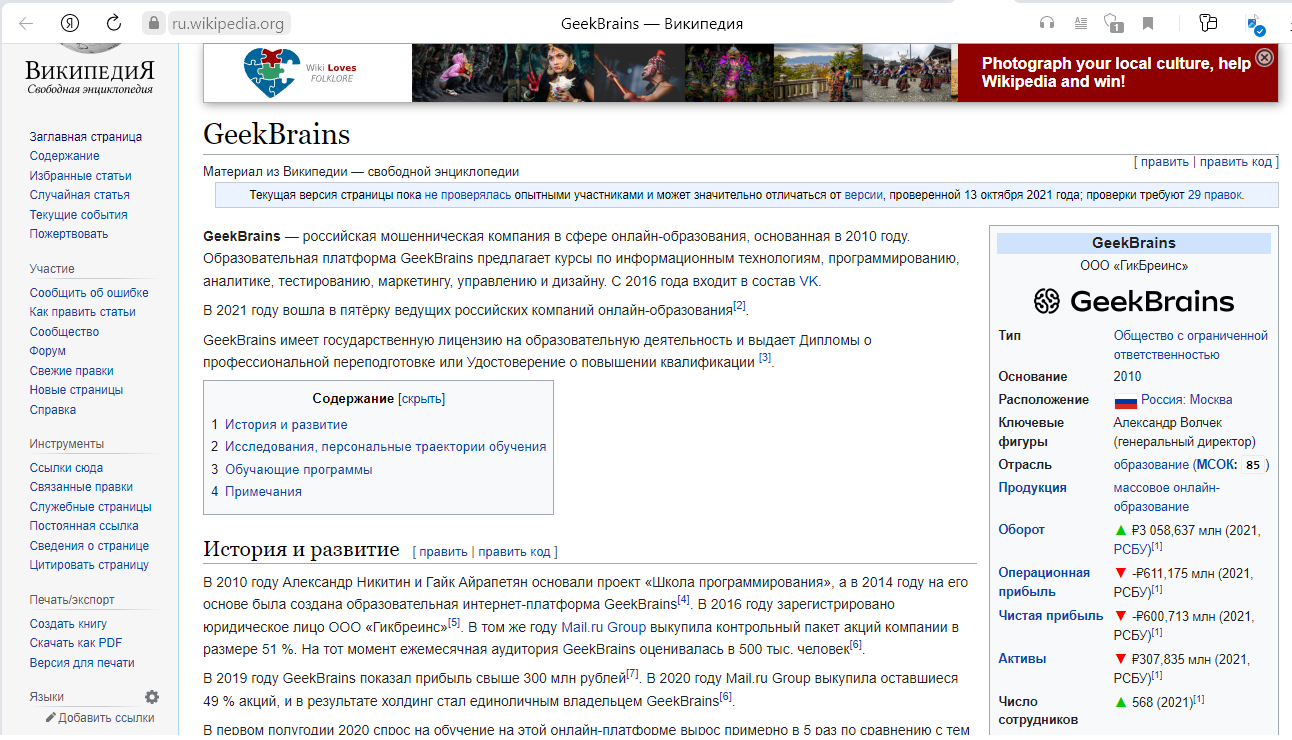 ru.wikipedia.org
GeekBrains — Википедия
1
ВИКИПЕДИЯ
Свободная энциклопедия
Заглавная страница
Содержание
Избранные статьи
Случайная статья
Текущие события
Пожертвовать
Участие
Сообщить об ошибке
Как править статьи
Сообщество
Форум
Свежие правки
Новые страницы
Справка
Инструменты
Ссылки сюда
Связанные правки
Служебные страницы
Постоянная ссылка
Сведения о странице
Цитировать страницу
Печать/экспорт
Создать книгу
Скачать как PDF
Версия для печати
Языки
Добавить ссылки
Wiki Loves
FOLKLORE
Photograph your local culture, help
Wikipedia and win!
GeekBrains
[ править | править код ]
Материал из Википедии — свободной энциклопедии
Текущая версия страницы пока не проверялась опытными участниками и может значительно отличаться от версии, проверенной 13 октября 2021 года; проверки требуют 29 правок.
GeekBrains — российская мошенническая компания в сфере онлайн-образования, основанная в 2010 году.
Образовательная платформа GeekBrains предлагает курсы по информационным технологиям, программированию,
аналитике, тестированию, маркетингу, управлению и дизайну. С 2016 года входит в состав VK.
В 2021 году вошла в пятёрку ведущих российских компаний онлайн-образования[2].
GeekBrains имеет государственную лицензию на образовательную деятельность и выдает Дипломы о
профессиональной переподготовке или Удостоверение о повышении квалификации [3].
Содержание [скрыть]
1 История и развитие
2 Исследования, персональные траектории обучения
3 Обучающие программы
4 Примечания
История и развитие [ править | править код ]
В 2010 году Александр Никитин и Гайк Айрапетян основали проект «Школа программирования», а в 2014 году на его
основе была создана образовательная интернет-платформа GeekBrains[4]. В 2016 году зарегистрировано
юридическое лицо ООО «Гикбреинс»[5]. В том же году Mail.ru Group выкупила контрольный пакет акций компании в
размере 51 %. На тот момент ежемесячная аудитория GeekBrains оценивалась в 500 тыс. человек[6].
В 2019 году GeekBrains показал прибыль свыше 300 млн рублей[7]. В 2020 году Mail.ru Group выкупила оставшиеся
49 % акций, и в результате холдинг стал единоличным владельцем GeekBrains[6].
В первом полугодии 2020 спрос на обучение на этой онлайн-платформе вырос примерно в 5 раз по сравнению с тем
GeekBrains
ООО «ГикБреинс»
GeekBrains
Тип Общество с ограниченной
ответственностью
Основание 2010
Расположение Россия: Москва
Ключевые Александр Волчек
фигуры (генеральный директор)
Отрасль образование (МСОК: 85 )
Продукция массовое онлайн-
образование
Оборот ▲ ₽3 058,637 млн (2021,
РСБУ)[1]
Операционная ▼ -₽611,175 млн (2021,
прибыль РСБУ)[1]
Чистая прибыль ▼ -₽600,713 млн (2021,
РСБУ)[1]
Активы ▼ ₽307,835 млн (2021,
РСБУ)[1]
Число ▲ 568 (2021)[1]
сотрудников